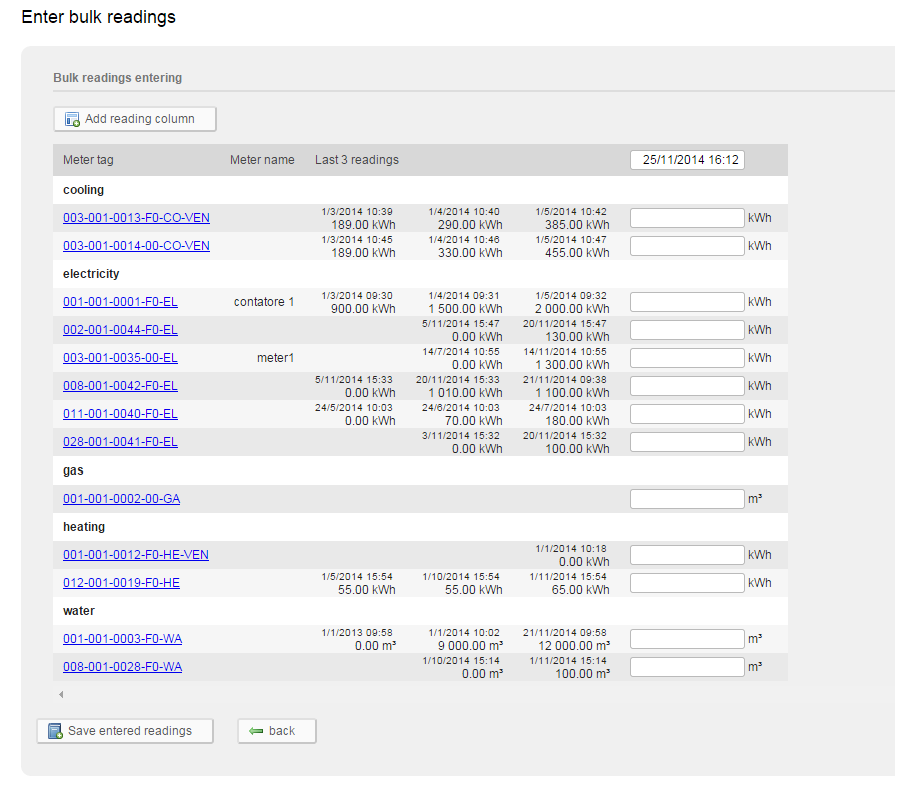 Enter bulk readings
Bulk readings entering
Add reading column
Meter tag Meter name Last 3 readings 25/11/2014 16:12
cooling
003-001-0013-F0-CO-VEN 1/3/2014 10:39 189.00 kWh 1/4/2014 10:40 290.00 kWh 1/5/2014 10:42 385.00 kWh kWh
003-001-0014-00-CO-VEN 1/3/2014 10:45 189.00 kWh 1/4/2014 10:46 330.00 kWh 1/5/2014 10:47 455.00 kWh kWh
electricity
001-001-0001-F0-EL contatore 1 1/3/2014 09:30 900.00 kWh 1/4/2014 09:31 1 500.00 kWh 1/5/2014 09:32 2 000.00 kWh kWh
002-001-0044-F0-EL 5/11/2014 15:47 0.00 kWh 20/11/2014 15:47 130.00 kWh kWh
003-001-0035-00-EL meter1 14/7/2014 10:55 0.00 kWh 14/11/2014 10:55 1 300.00 kWh kWh
008-001-0042-F0-EL 5/11/2014 15:33 0.00 kWh 20/11/2014 15:33 1 010.00 kWh 21/11/2014 09:38 1 100.00 kWh kWh
011-001-0040-F0-EL 24/5/2014 10:03 0.00 kWh 24/6/2014 10:03 70.00 kWh 24/7/2014 10:03 180.00 kWh kWh
028-001-0041-F0-EL 3/11/2014 15:32 0.00 kWh 20/11/2014 15:32 100.00 kWh kWh
gas
001-001-0002-00-GA m³
heating
001-001-0012-F0-HE-VEN 1/1/2014 10:18 0.00 kWh kWh
012-001-0019-F0-HE 1/5/2014 15:54 55.00 kWh 1/10/2014 15:54 55.00 kWh 1/11/2014 15:54 65.00 kWh kWh
water
001-001-0003-F0-WA 1/1/2013 09:58 0.00 m³ 1/1/2014 10:02 9 000.00 m³ 21/11/2014 09:58 12 000.00 m³ m³
008-001-0028-F0-WA 1/10/2014 15:14 0.00 m³ 1/11/2014 15:14 100.00 m³ m³
Save entered readings back